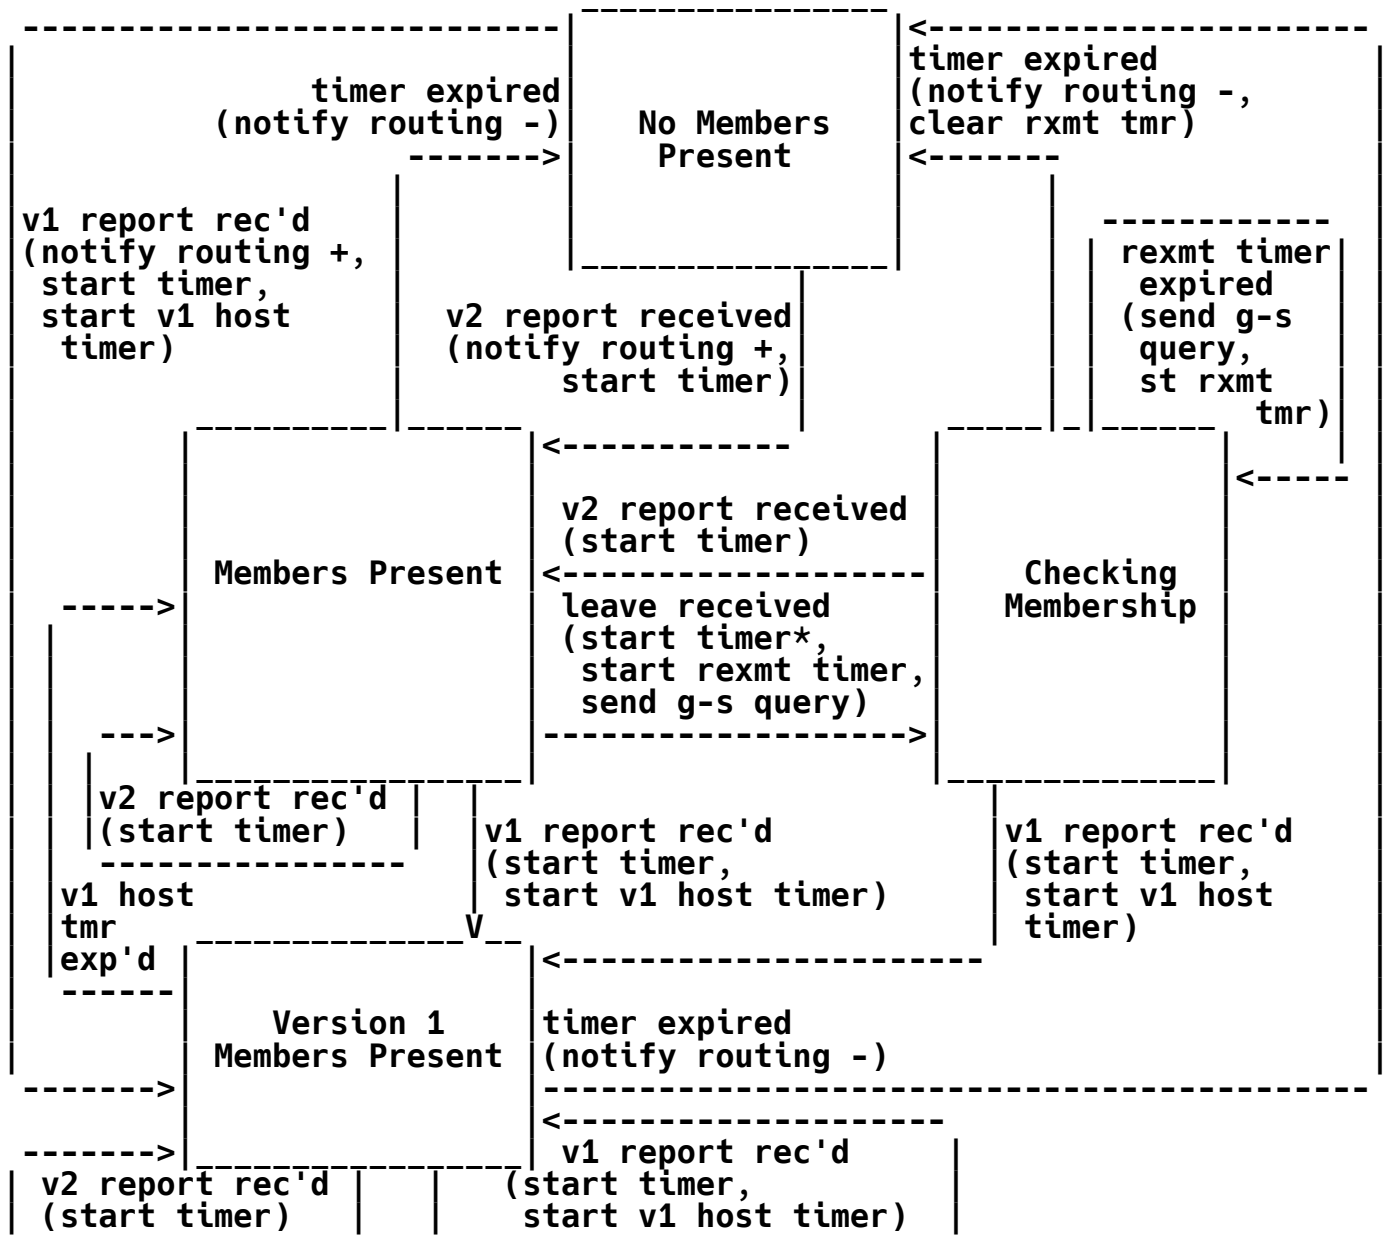 timer expired
timer expired
(notify routing -,
(notify routing -)
No Members
clear rxmt tmr)
Present
v1 report rec'd
(notify routing +,
rexmt timer
start timer,
expired
start v1 host
v2 report received
(send g-s
timer)
(notify routing +,
query,
start timer)
st rxmt
tmr)
v2 report received
(start timer)
Members Present
Checking
leave received
Membership
(start timer*,
start rexmt timer,
send g-s query)
v2 report rec'd
(start timer)
v1 report rec'd
v1 report rec'd
(start timer,
(start timer,
v1 host
start v1 host timer)
start v1 host
tmr
V
timer)
exp'd
Version 1
timer expired
Members Present
(notify routing -)
v1 report rec'd
v2 report rec'd
(start timer,
(start timer)
start v1 host timer)